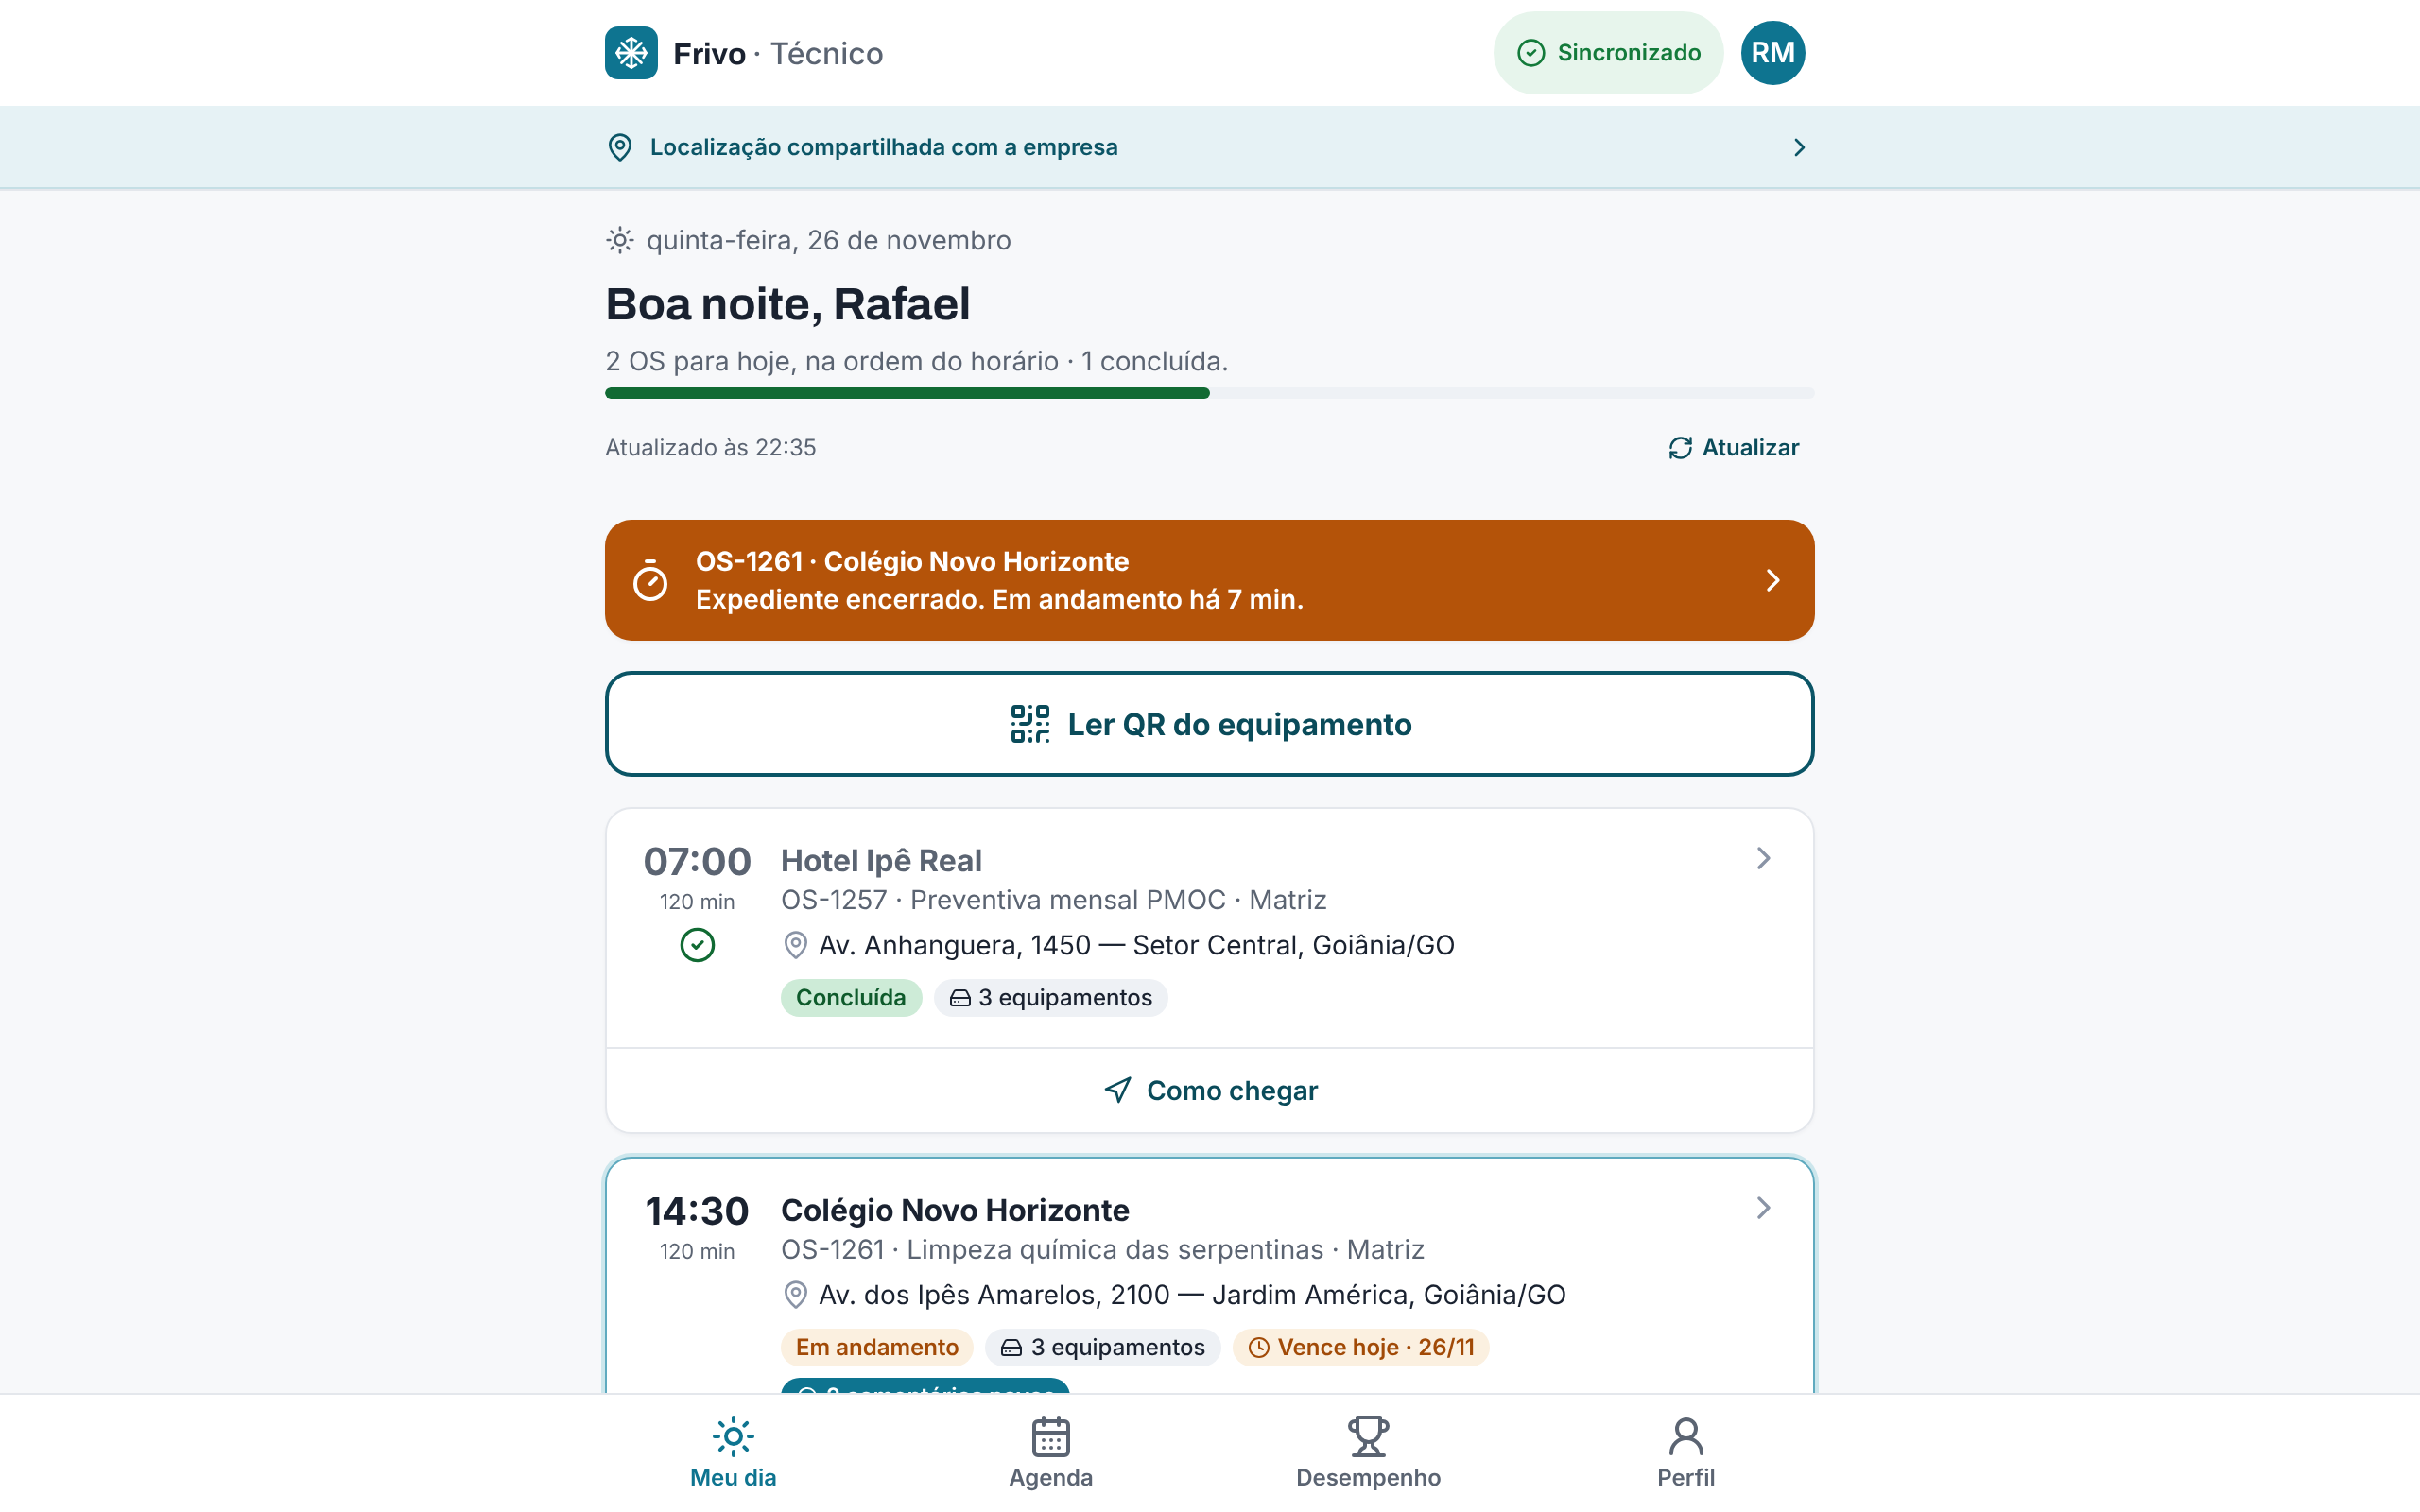 Frivo · Técnico
Sincronizado
RM
Localização compartilhada com a empresa
quinta-feira, 26 de novembro
Boa noite, Rafael
2 OS para hoje, na ordem do horário · 1 concluída.
Atualizado às 22:35
Atualizar
OS-1261 · Colégio Novo Horizonte
Expediente encerrado. Em andamento há 7 min.
Ler QR do equipamento
07:00
120 min
Hotel Ipê Real
OS-1257 · Preventiva mensal PMOC · Matriz
Av. Anhanguera, 1450 — Setor Central, Goiânia/GO
Concluída
3 equipamentos
Como chegar
14:30
120 min
Colégio Novo Horizonte
OS-1261 · Limpeza química das serpentinas · Matriz
Av. dos Ipês Amarelos, 2100 — Jardim América, Goiânia/GO
Em andamento
3 equipamentos
Vence hoje · 26/11
Meu dia
Agenda
Desempenho
Perfil